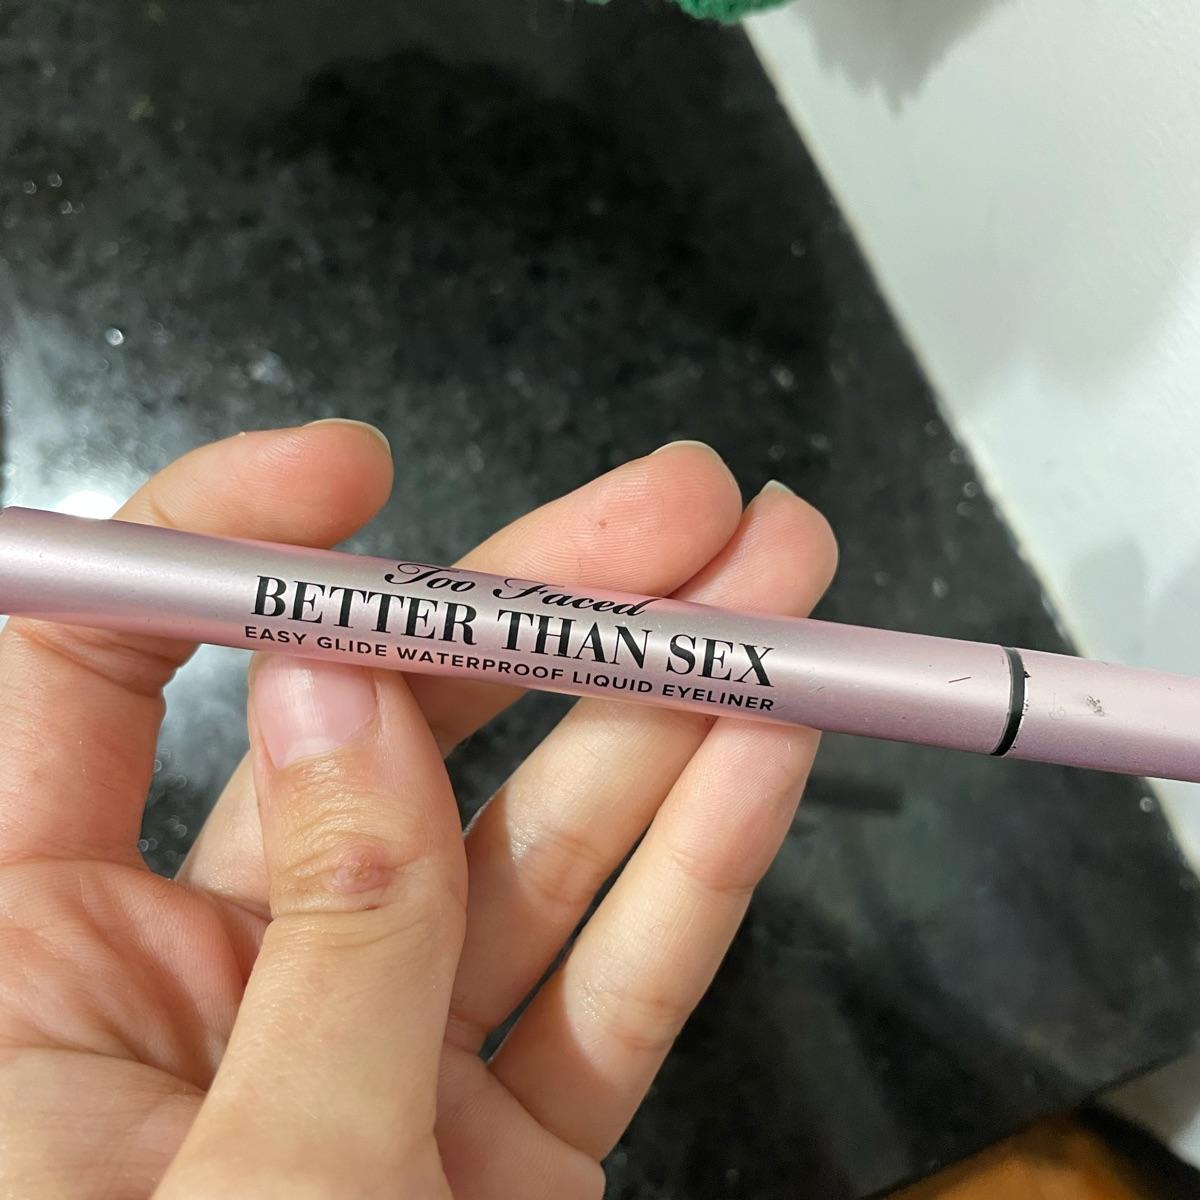 Too Faced
BETTER THAN SEX
EASY GLIDE WATERPROOF LIQUID EYELINER